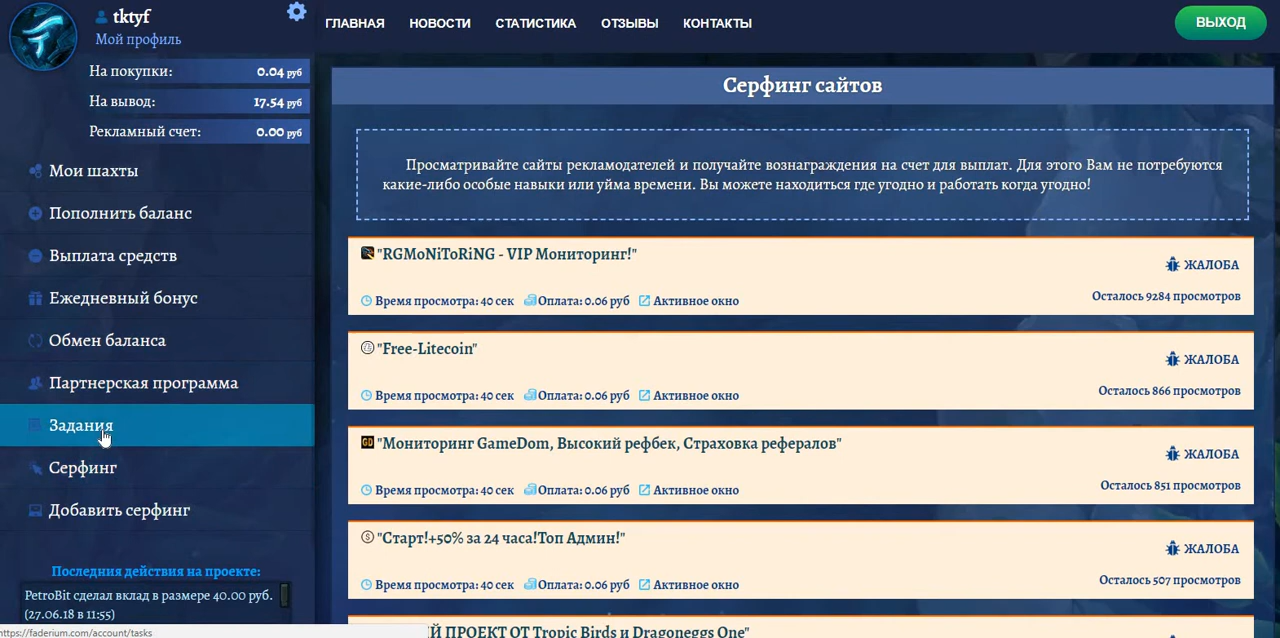 tktyf
Мой профиль
На покупки: 0.04 руб
На вывод: 17.54 руб
Рекламный счет: 0.00 руб
Мои шахты
Пополнить баланс
Выплата средств
Ежедневный бонус
Обмен баланса
Партнерская программа
Задания
Серфинг
Добавить серфинг
Последния действия на проекте:
PetroBit сделал вклад в размере 40.00 руб.
(27.06.18 в 11:55)
https://faderium.com/account/tasks
ГЛАВНАЯ НОВОСТИ СТАТИСТИКА ОТЗЫВЫ КОНТАКТЫ
ВЫХОД
Серфинг сайтов
Просматривайте сайты рекламодателей и получайте вознаграждения на счет для выплат. Для этого Вам не потребуются
какие-либо особые навыки или уйма времени. Вы можете находиться где угодно и работать когда угодно!
"RGMoNiToRiNG - VIP Мониторинг!"
ЖАЛОБА
Время просмотра: 40 сек Оплата: 0.06 руб Активное окно
Осталось 9284 просмотров
"Free-Litecoin"
ЖАЛОБА
Время просмотра: 40 сек Оплата: 0.06 руб Активное окно
Осталось 866 просмотров
GD "Мониторинг GameDom, Высокий рефбек, Страховка рефералов"
ЖАЛОБА
Время просмотра: 40 сек Оплата: 0.06 руб Активное окно
Осталось 851 просмотров
"Старт!+50% за 24 часа!Топ Админ!"
ЖАЛОБА
Время просмотра: 40 сек Оплата: 0.06 руб Активное окно
Осталось 507 просмотров
ПРОЕКТ ОТ Tropic Birds и Dragoneggs One"